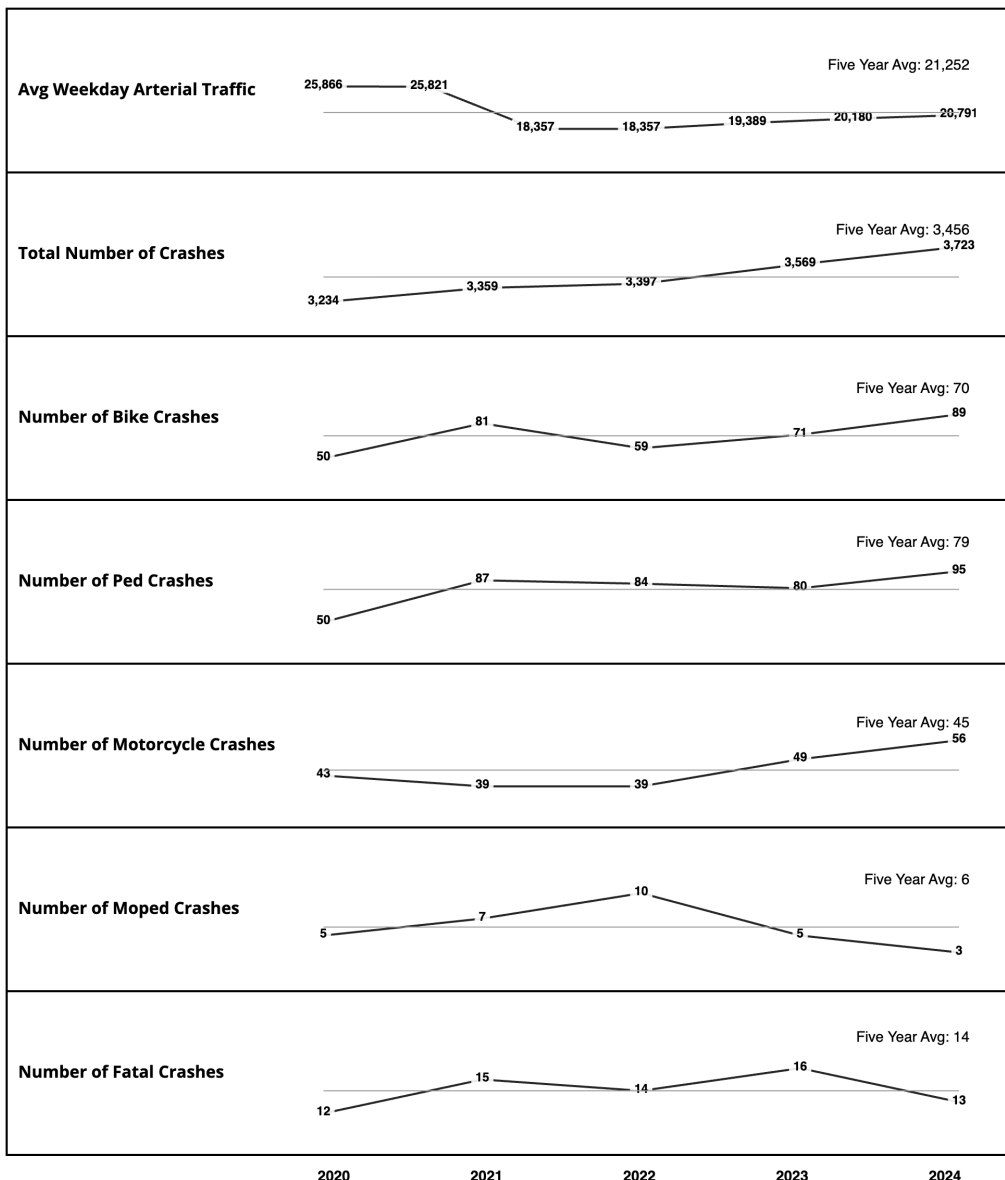 Avg Weekday Arterial Traffic
Five Year Avg: 21,252
25,866 25,821 18,357 18,357 19,389 20,180 20,791
Total Number of Crashes
Five Year Avg: 3,456
3,234 3,359 3,397 3,569 3,723
Number of Bike Crashes
Five Year Avg: 70
50 81 59 71 89
Number of Ped Crashes
Five Year Avg: 79
50 87 84 80 95
Number of Motorcycle Crashes
Five Year Avg: 45
43 39 39 49 56
Number of Moped Crashes
Five Year Avg: 6
5 7 10 5 3
Number of Fatal Crashes
Five Year Avg: 14
12 15 14 16 13
2020 2021 2022 2023 2024